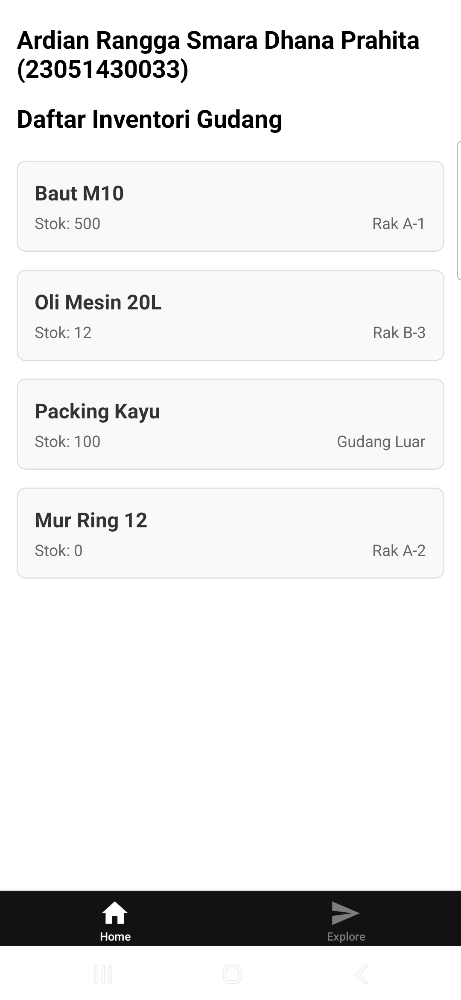 Ardian Rangga Smara Dhana Prahita
(23051430033)
Daftar Inventori Gudang
Baut M10
Stok: 500 Rak A-1
Oli Mesin 20L
Stok: 12 Rak B-3
Packing Kayu
Stok: 100 Gudang Luar
Mur Ring 12
Stok: 0 Rak A-2
Home Explore